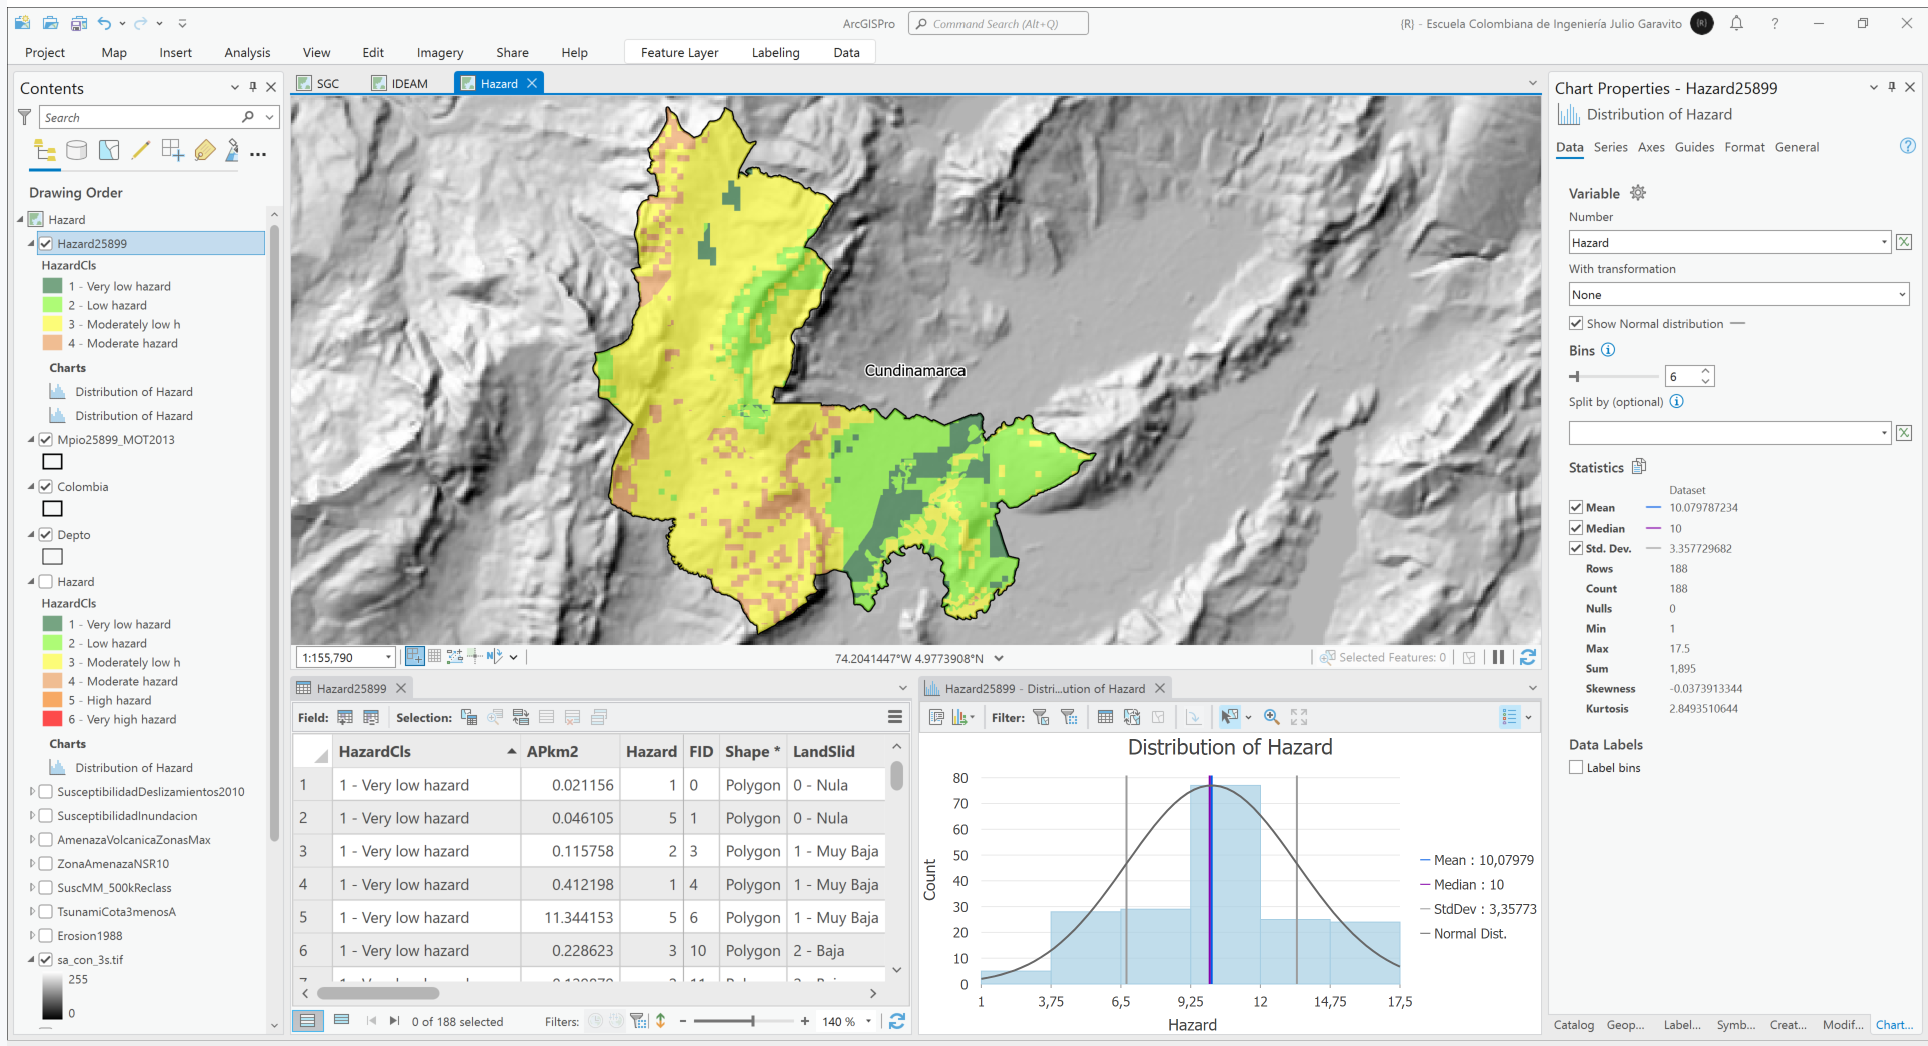 ArcGISPro
Command Search (Alt+Q)
(R) - Escuela Colombiana de Ingeniería Julio Garavito
(R)
?
Project Map Insert Analysis View Edit Imagery Share Help Feature Layer Labeling Data
Contents
Search
Drawing Order
Hazard
Hazard25899
HazardCls
1 - Very low hazard
2 - Low hazard
3 - Moderately low h
4 - Moderate hazard
Charts
Distribution of Hazard
Distribution of Hazard
Mpio25899_MOT2013
Colombia
Depto
Hazard
HazardCls
1 - Very low hazard
2 - Low hazard
3 - Moderately low h
4 - Moderate hazard
5 - High hazard
6 - Very high hazard
Charts
Distribution of Hazard
SusceptibilidadDeslizamientos2010
SusceptibilidadInundacion
AmenazaVolcanicaZonasMax
ZonaAmenazaNSR10
SuscMM_500kReclass
TsunamiCota3menosA
Erosion1988
sa_con_3s.tif
255
0
SGC IDEAM Hazard
Cundinamarca
1:155,790
74.2041447°W 4.9773908°N
Selected Features: 0
Hazard25899
Field: Selection:
HazardCls APkm2 Hazard FID Shape * LandSlid
1 1 - Very low hazard 0.021156 1 0 Polygon 0 - Nula
2 1 - Very low hazard 0.046105 5 1 Polygon 0 - Nula
3 1 - Very low hazard 0.115758 2 3 Polygon 1 - Muy Baja
4 1 - Very low hazard 0.412198 1 4 Polygon 1 - Muy Baja
5 1 - Very low hazard 11.344153 5 6 Polygon 1 - Muy Baja
6 1 - Very low hazard 0.228623 3 10 Polygon 2 - Baja
0 of 188 selected
Filters:
140 %
Hazard25899 - Distri...ution of Hazard
Filter:
Distribution of Hazard
80
70
60
50
40
30
20
10
0
Count
1 3,75 6,5 9,25 12 14,75 17,5
Hazard
Mean : 10,07979
Median : 10
StdDev : 3,35773
Normal Dist.
Chart Properties - Hazard25899
Distribution of Hazard
Data Series Axes Guides Format General
?
Variable
Number
Hazard
With transformation
None
Show Normal distribution
Bins
6
Split by (optional)
Statistics
Dataset
Mean 10.079787234
Median 10
Std. Dev. 3.357729682
Rows 188
Count 188
Nulls 0
Min 1
Max 17.5
Sum 1,895
Skewness -0.0373913344
Kurtosis 2.8493510644
Data Labels
Label bins
Catalog Geop... Label... Symb... Creat... Modif... Chart...